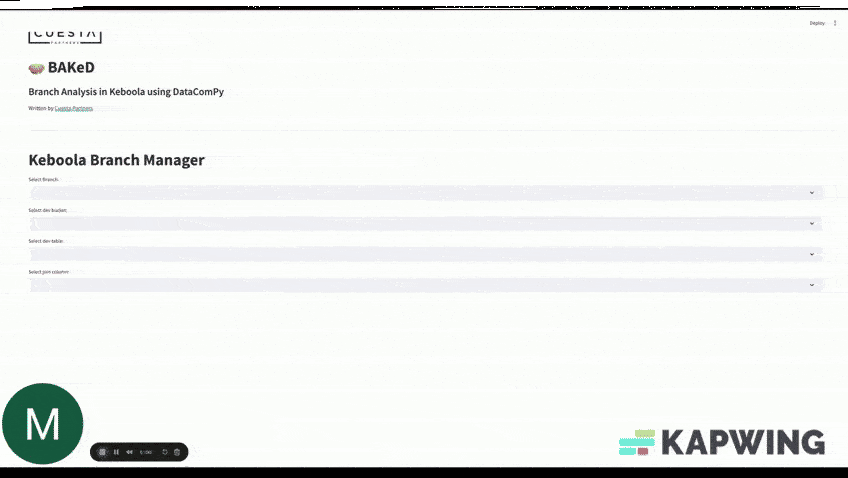 Deploy
CUESTA
BAKeD
Branch Analysis in Keboola using DataComPy
Written by Cuesta Partners
Keboola Branch Manager
Select Branch:
Select dev bucket:
Select dev table:
Select join column:
M
KAPWING